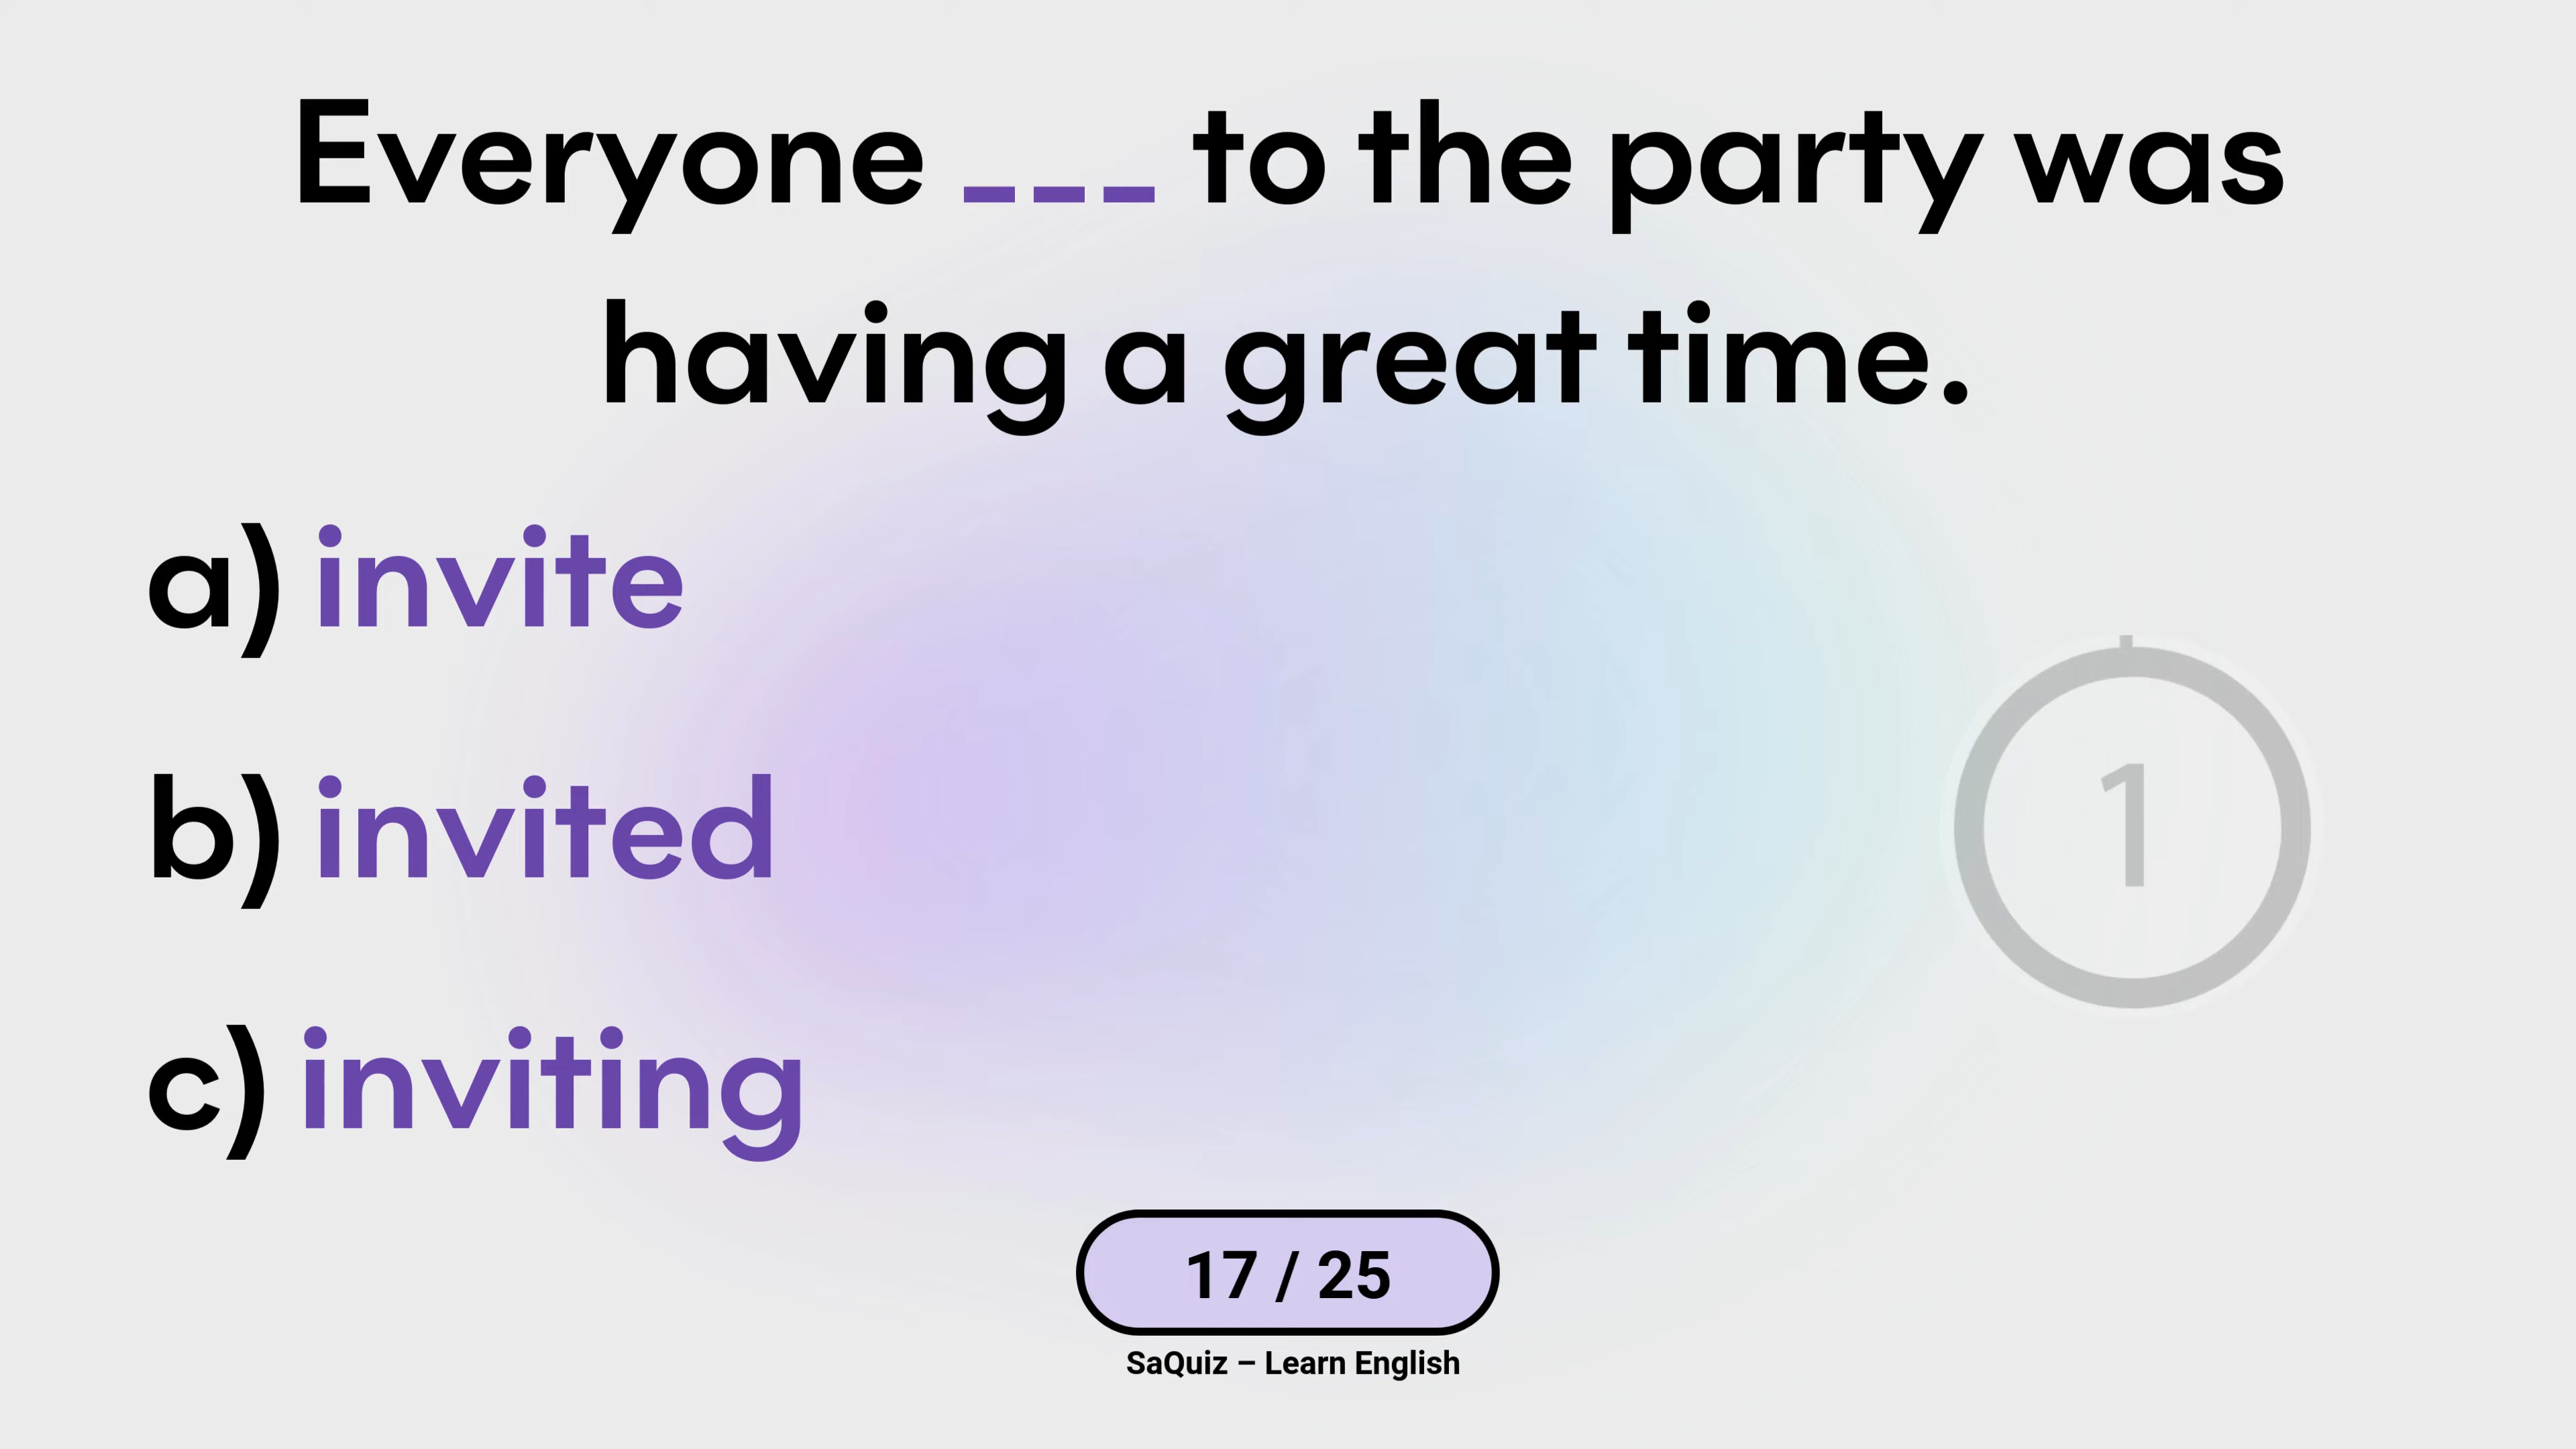 Everyone ___ to the party was
having a great time.
a) invite
b) invited
c) inviting
1
17 / 25
SaQuiz – Learn English